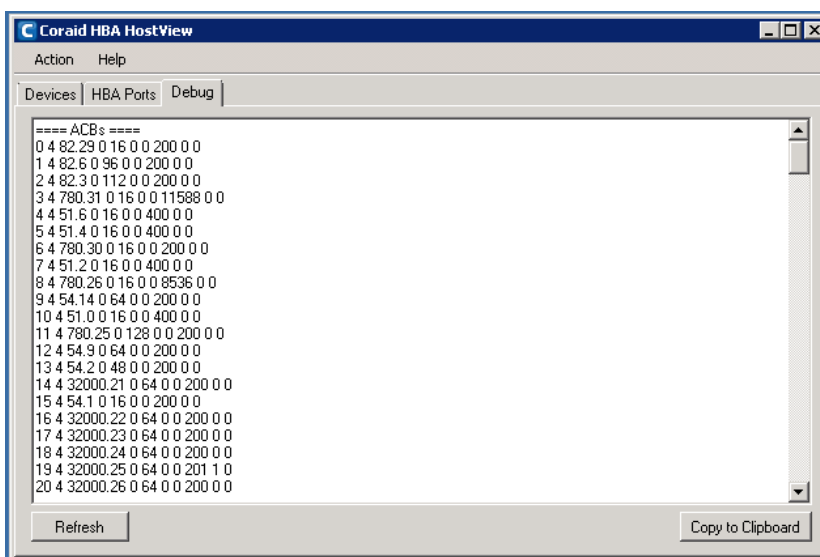 Coraid HBA HostView
Action Help
Devices HBA Ports Debug
==== ACBs ====
0 4 82.29 0 16 0 0 200 0 0
1 4 82.6 0 96 0 0 200 0 0
2 4 82.3 0 112 0 0 200 0 0
3 4 780.31 0 16 0 0 11588 0 0
4 4 51.6 0 16 0 0 400 0 0
5 4 51.4 0 16 0 0 400 0 0
6 4 780.30 0 16 0 0 200 0 0
7 4 51.2 0 16 0 0 400 0 0
8 4 780.26 0 16 0 0 8536 0 0
9 4 54.14 0 64 0 0 200 0 0
10 4 51.0 0 16 0 0 400 0 0
11 4 780.25 0 128 0 0 200 0 0
12 4 54.9 0 64 0 0 200 0 0
13 4 54.2 0 48 0 0 200 0 0
14 4 32000.21 0 64 0 0 200 0 0
15 4 54.1 0 16 0 0 200 0 0
16 4 32000.22 0 64 0 0 200 0 0
17 4 32000.23 0 64 0 0 200 0 0
18 4 32000.24 0 64 0 0 200 0 0
19 4 32000.25 0 64 0 0 201 1 0
20 4 32000.26 0 64 0 0 200 0 0
Refresh Copy to Clipboard